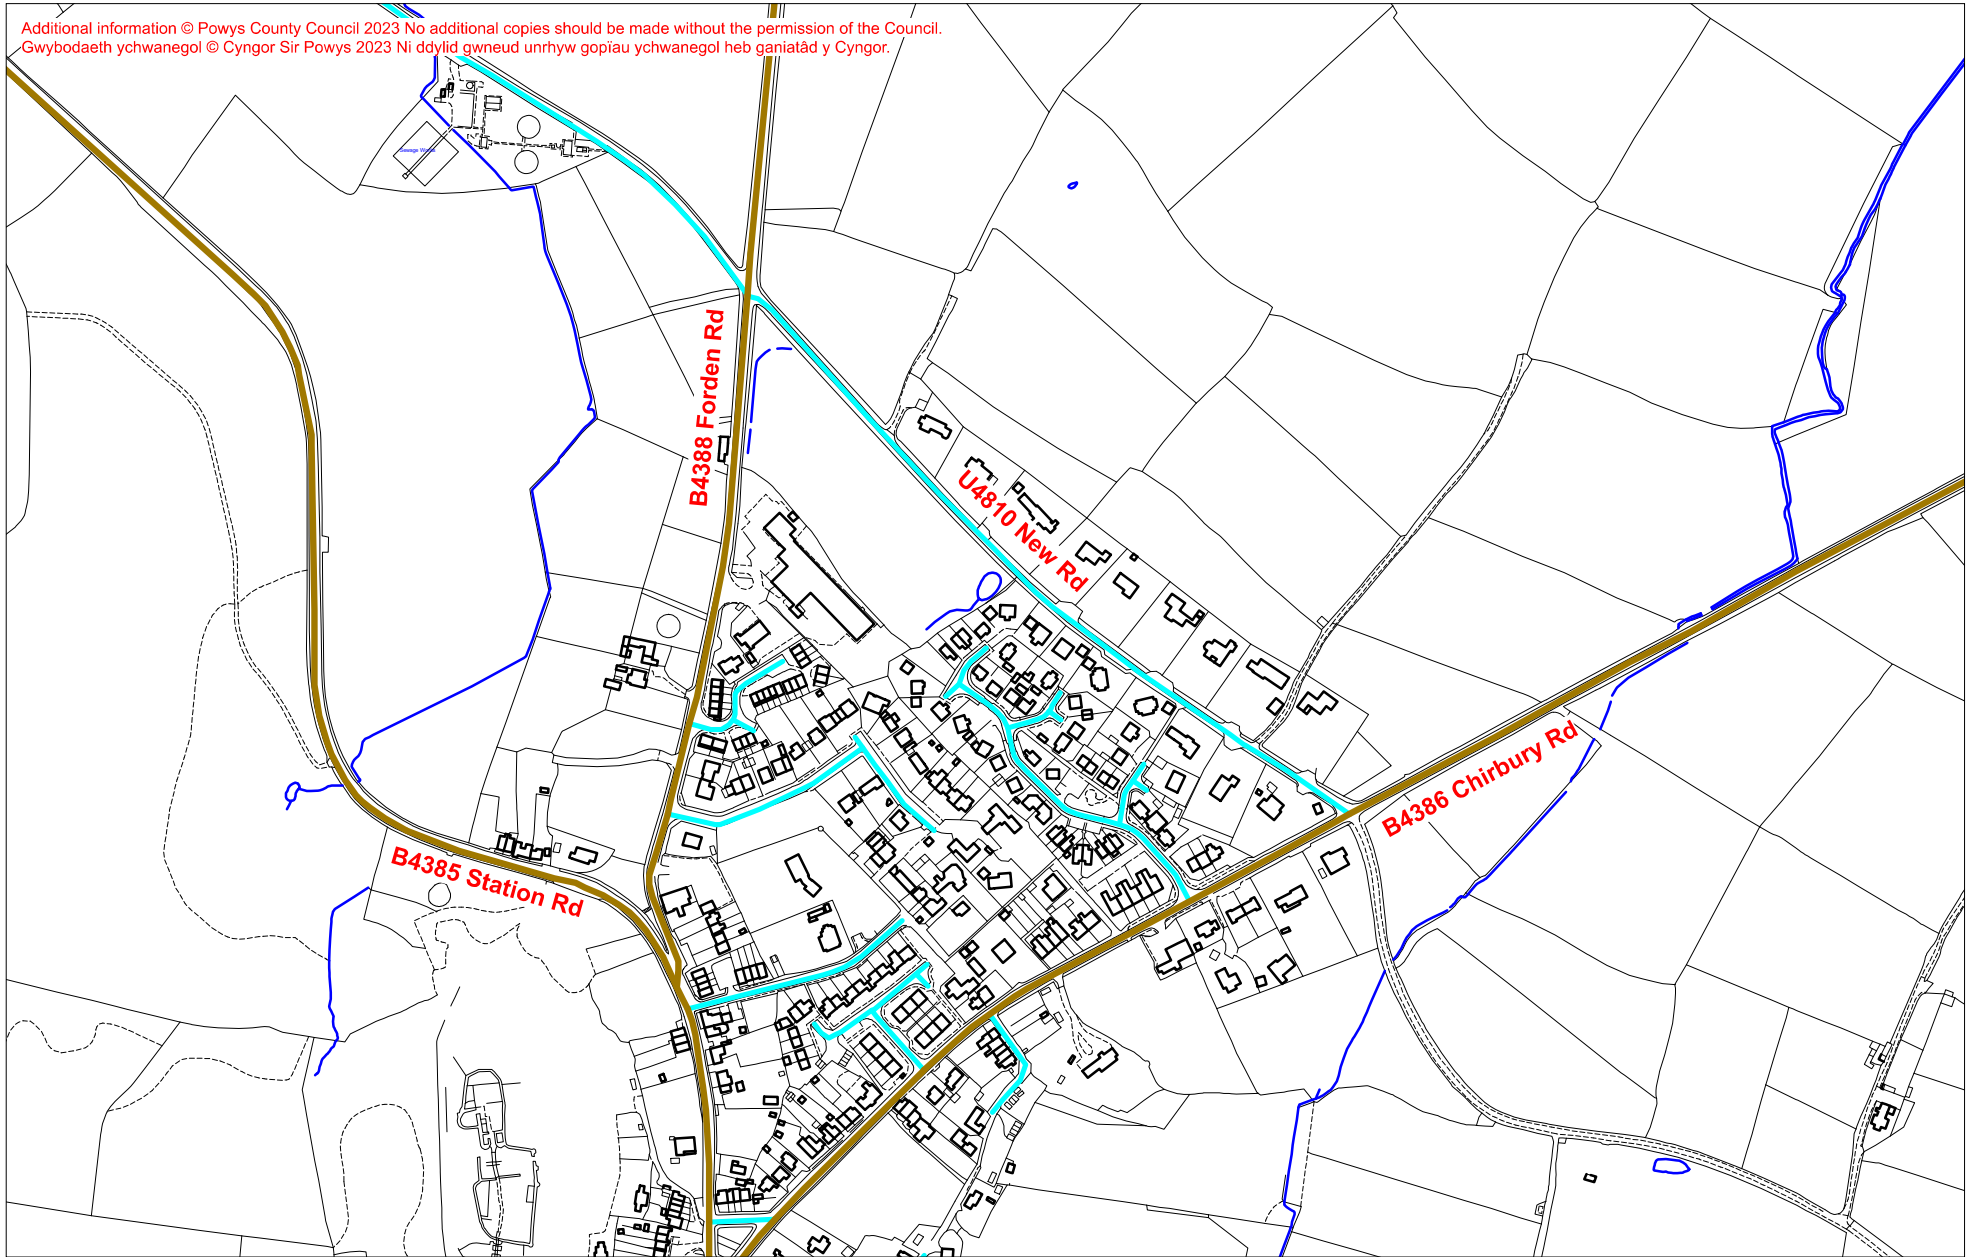 Additional information © Powys County Council 2023 No additional copies should be made without the permission of the Council.
Gwybodaeth ychwanegol © Cyngor Sir Powys 2023 Ni ddylid gwneud unrhyw gopïau ychwanegol heb ganiatâd y Cyngor.
Sewage Works
B4388 Forden Rd
U4810 New Rd
B4386 Chirbury Rd
B4385 Station Rd